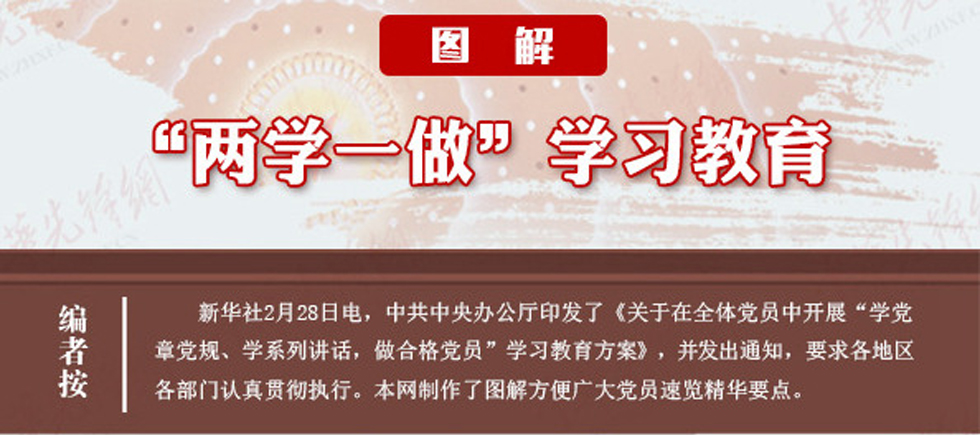 图 解
“两学一做”学习教育
编者按
新华社2月28日电，中共中央办公厅印发了《关于在全体党员中开展“学党
章党规、学系列讲话，做合格党员”学习教育方案》，并发出通知，要求各地区
各部门认真贯彻执行。本网制作了图解方便广大党员速览精华要点。